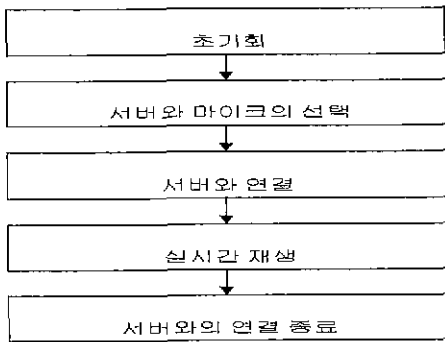 초기회
서버와 마이크의 선택
서버와 연결
실시간 재생
서버와의 연결 종료